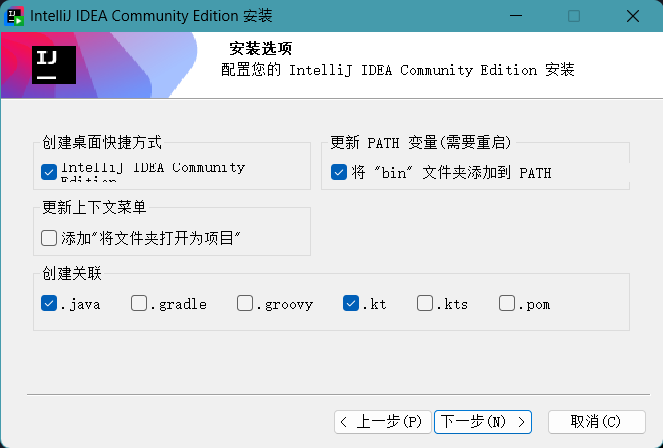 IntelliJ IDEA Community Edition 安装
IJ
安装选项
配置您的 IntelliJ IDEA Community Edition 安装
创建桌面快捷方式
IntelliJ IDEA Community
Edition
更新 PATH 变量(需要重启)
将 "bin" 文件夹添加到 PATH
更新上下文菜单
添加"将文件夹打开为项目"
创建关联
.java .gradle .groovy .kt .kts .pom
< 上一步(P) 下一步(N) > 取消(C)